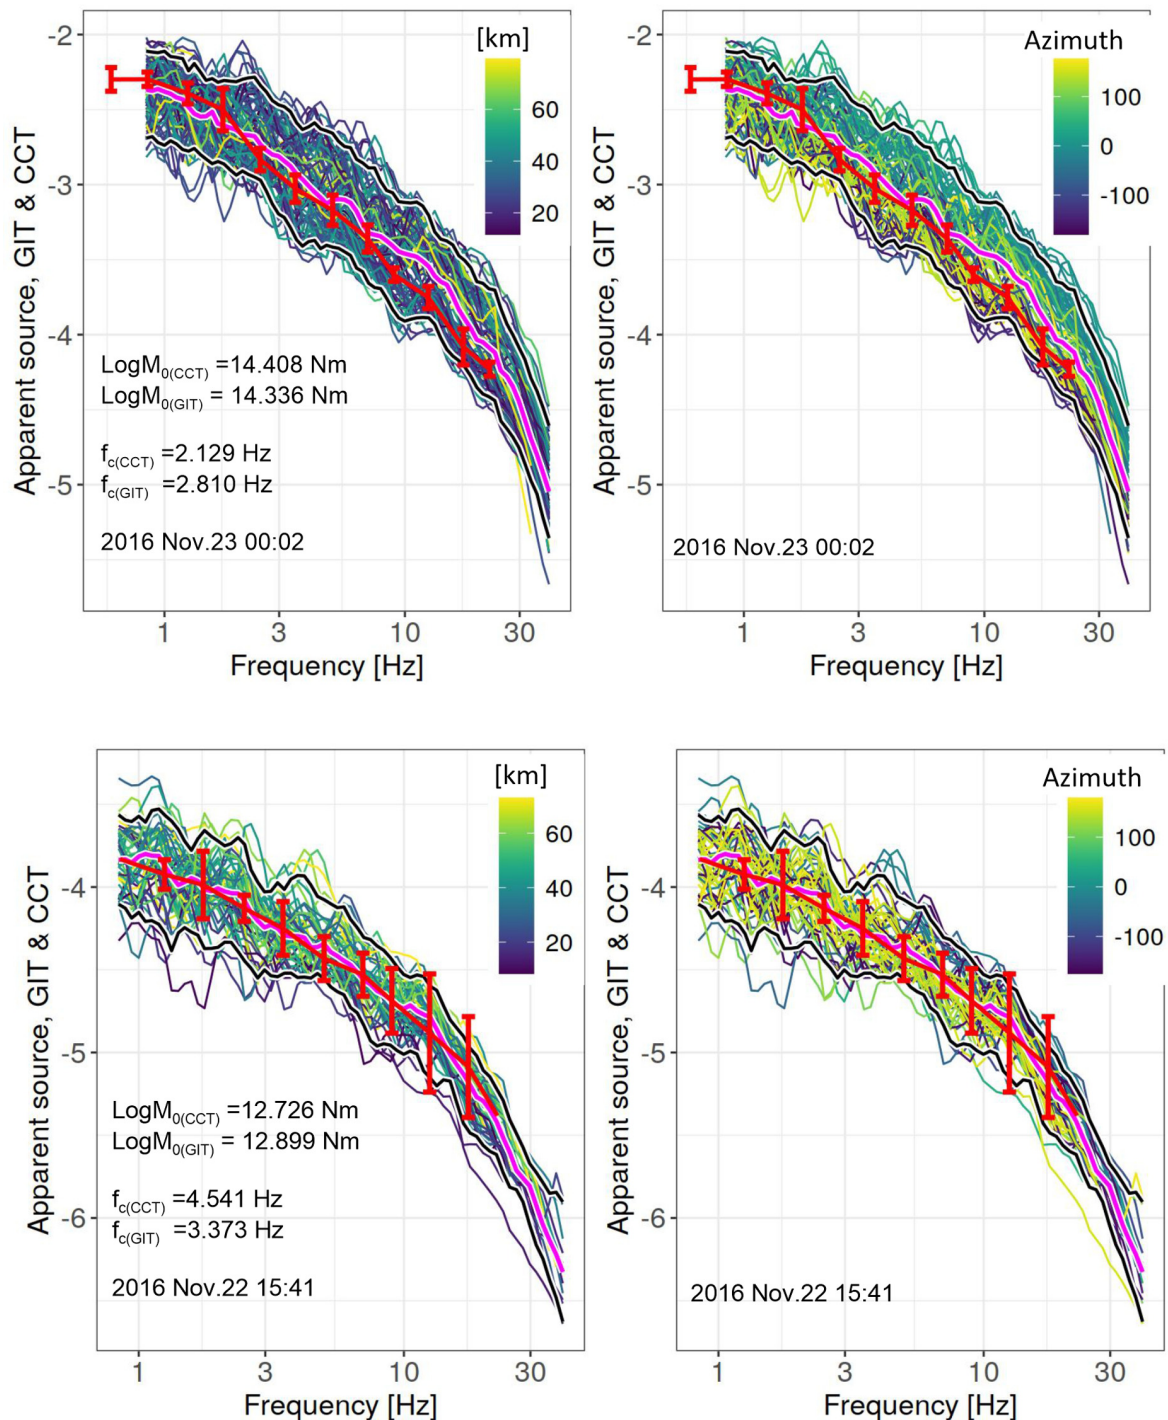 [km]
Azimuth
-2
-3
-4
-5
60
40
20
100
0
-100
Apparent source, GIT & CCT
LogM0(CCT) =14.408 Nm
LogM0(GIT) = 14.336 Nm
fc(CCT) =2.129 Hz
fc(GIT) =2.810 Hz
2016 Nov.23 00:02
1 3 10 30
Frequency [Hz]
-2
-3
-4
-5
Apparent source, GIT & CCT
2016 Nov.23 00:02
1 3 10 30
Frequency [Hz]
[km]
60
40
20
-4
-5
-6
Apparent source, GIT & CCT
LogM0(CCT) =12.726 Nm
LogM0(GIT) = 12.899 Nm
fc(CCT) =4.541 Hz
fc(GIT) =3.373 Hz
2016 Nov.22 15:41
1 3 10 30
Frequency [Hz]
Azimuth
100
0
-100
-4
-5
-6
Apparent source, GIT & CCT
2016 Nov.22 15:41
1 3 10 30
Frequency [Hz]